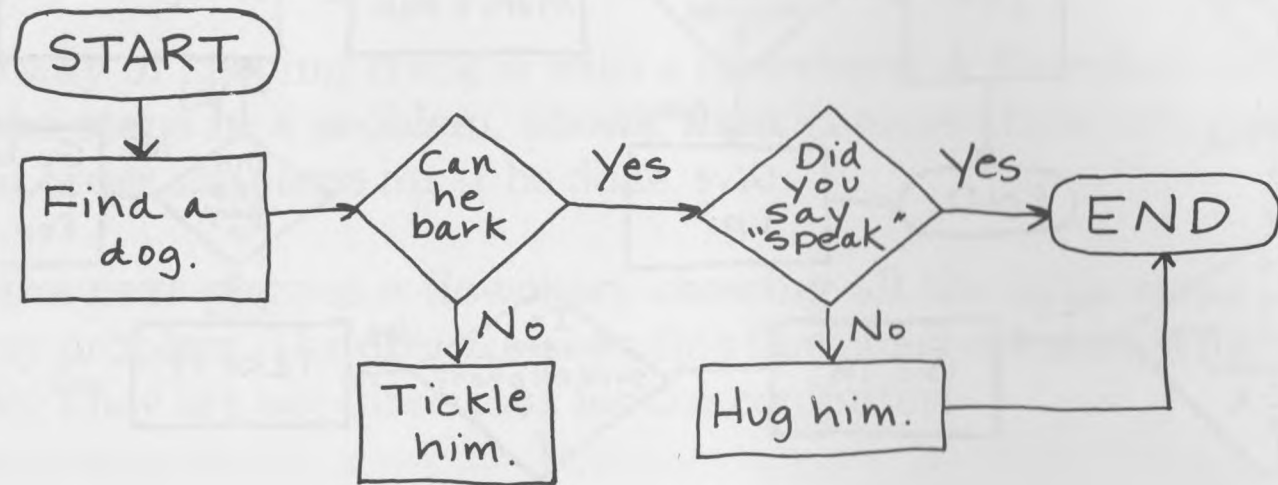 START
Find a
dog.
Can
he
bark
Yes
No
Tickle
him.
Did
you
say
"speak"
Yes
No
Hug him.
END